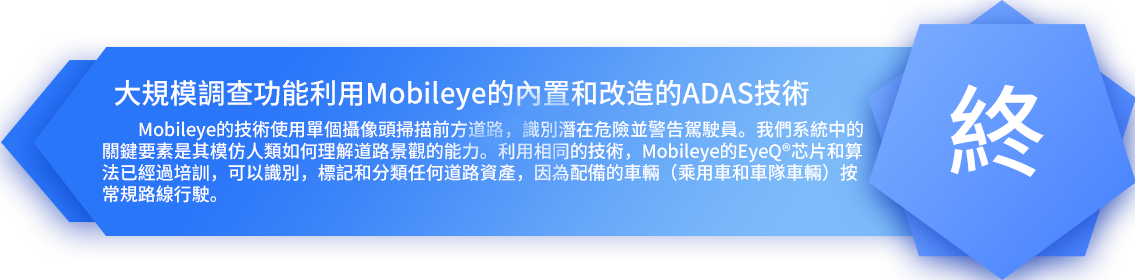 大規模調查功能利用Mobileye的內置和改造的ADAS技術
Mobileye的技術使用單個攝像頭掃描前方道路，識別潛在危險並警告駕駛員。我們系統中的
關鍵要素是其模仿人類如何理解道路景觀的能力。利用相同的技術，Mobileye的EyeQ®芯片和算
法已經過培訓，可以識別，標記和分類任何道路資產，因為配備的車輛（乘用車和車隊車輛）按
常規路線行駛。
終